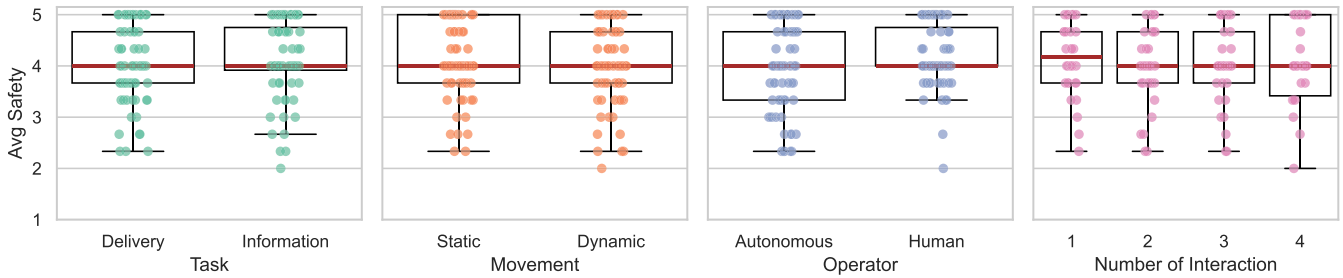 Avg Safety
5
4
3
2
1
Delivery Information
Task
Static Dynamic
Movement
Autonomous Human
Operator
1 2 3 4
Number of Interaction